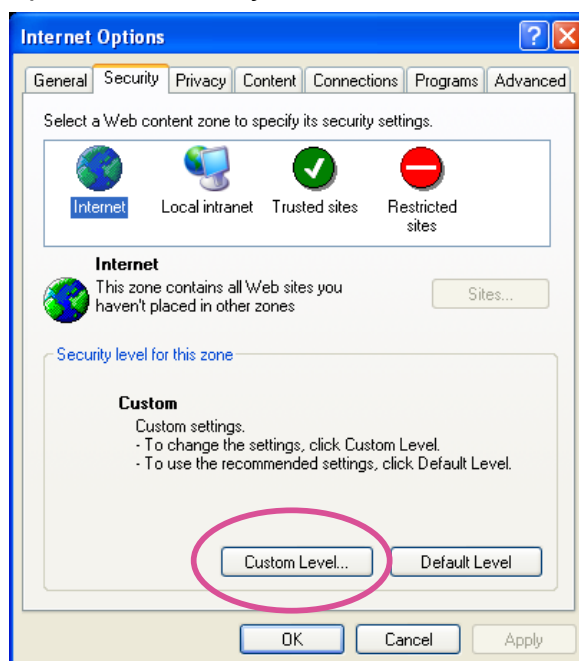 Internet Options
General Security Privacy Content Connections Programs Advanced
Select a Web content zone to specify its security settings.
Internet Local intranet Trusted sites Restricted sites
Internet
This zone contains all Web sites you
haven't placed in other zones
Sites...
Security level for this zone
Custom
Custom settings.
- To change the settings, click Custom Level.
- To use the recommended settings, click Default Level.
Custom Level... Default Level
OK Cancel Apply